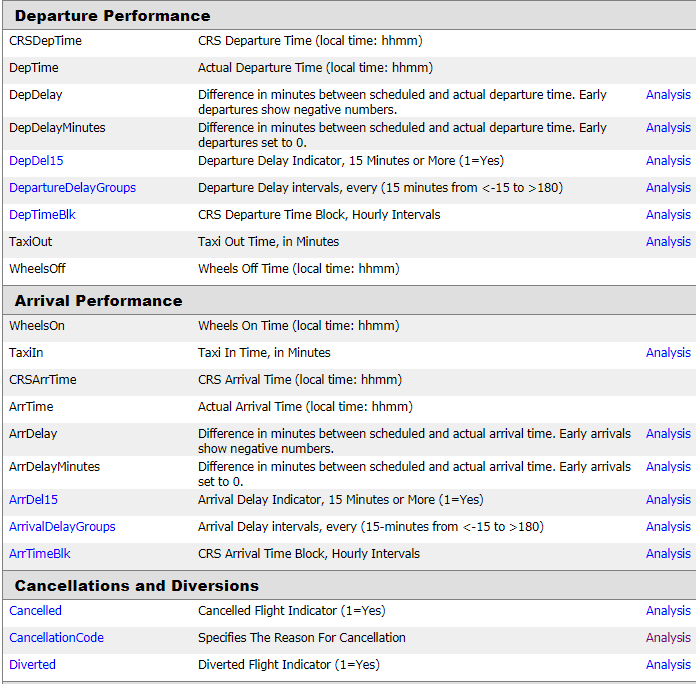 Departure Performance
CRSDepTime CRS Departure Time (local time: hhmm)
DepTime Actual Departure Time (local time: hhmm)
DepDelay Difference in minutes between scheduled and actual departure time. Early Analysis
departures show negative numbers.
DepDelayMinutes Difference in minutes between scheduled and actual departure time. Early Analysis
departures set to 0.
DepDel15 Departure Delay Indicator, 15 Minutes or More (1=Yes) Analysis
DepartureDelayGroups Departure Delay intervals, every (15 minutes from <-15 to >180) Analysis
DepTimeBlk CRS Departure Time Block, Hourly Intervals Analysis
TaxiOut Taxi Out Time, in Minutes Analysis
WheelsOff Wheels Off Time (local time: hhmm)
Arrival Performance
WheelsOn Wheels On Time (local time: hhmm)
TaxiIn Taxi In Time, in Minutes Analysis
CRSArrTime CRS Arrival Time (local time: hhmm)
ArrTime Actual Arrival Time (local time: hhmm)
ArrDelay Difference in minutes between scheduled and actual arrival time. Early arrivals Analysis
show negative numbers.
ArrDelayMinutes Difference in minutes between scheduled and actual arrival time. Early arrivals Analysis
set to 0.
ArrDel15 Arrival Delay Indicator, 15 Minutes or More (1=Yes) Analysis
ArrivalDelayGroups Arrival Delay intervals, every (15-minutes from <-15 to >180) Analysis
ArrTimeBlk CRS Arrival Time Block, Hourly Intervals Analysis
Cancellations and Diversions
Cancelled Cancelled Flight Indicator (1=Yes) Analysis
CancellationCode Specifies The Reason For Cancellation Analysis
Diverted Diverted Flight Indicator (1=Yes) Analysis